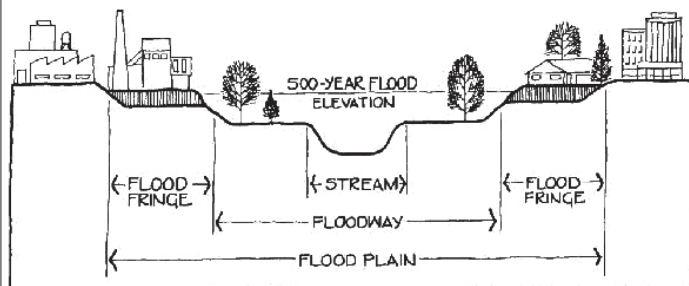 500-YEAR FLOOD
ELEVATION
FLOOD
FRINGE
STREAM
FLOOD
FRINGE
FLOODWAY
FLOOD PLAIN